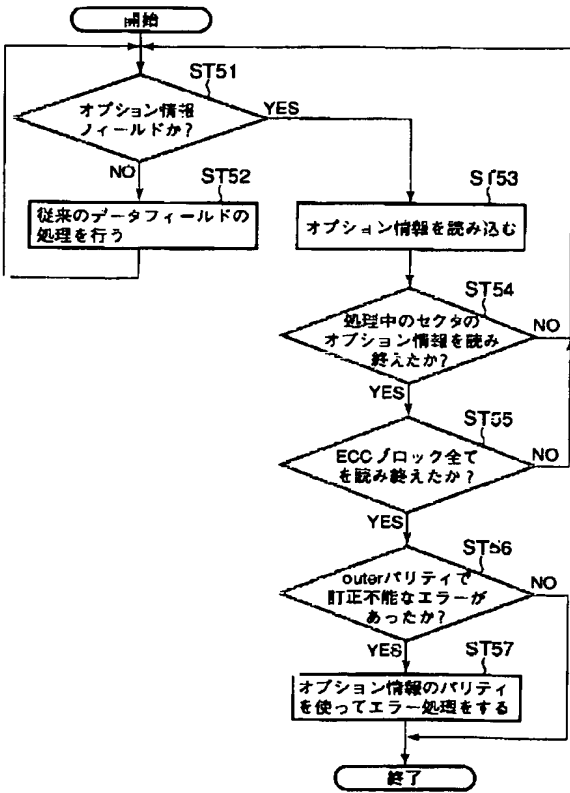 開始
ST51
オプション情報
フィールドか?
YES
NO
ST52
従来のデータフィールドの
処理を行う
ST53
オプション情報を読み込む
ST54
処理中のセクタの
オプション情報を読み
終えたか?
NO
YES
ST55
ECCブロック全て
を読み終えたか?
NO
YES
ST56
outerパリティで
訂正不能なエラーが
あったか?
NO
YES
ST57
オプション情報のパリティ
を使ってエラー処理をする
終了